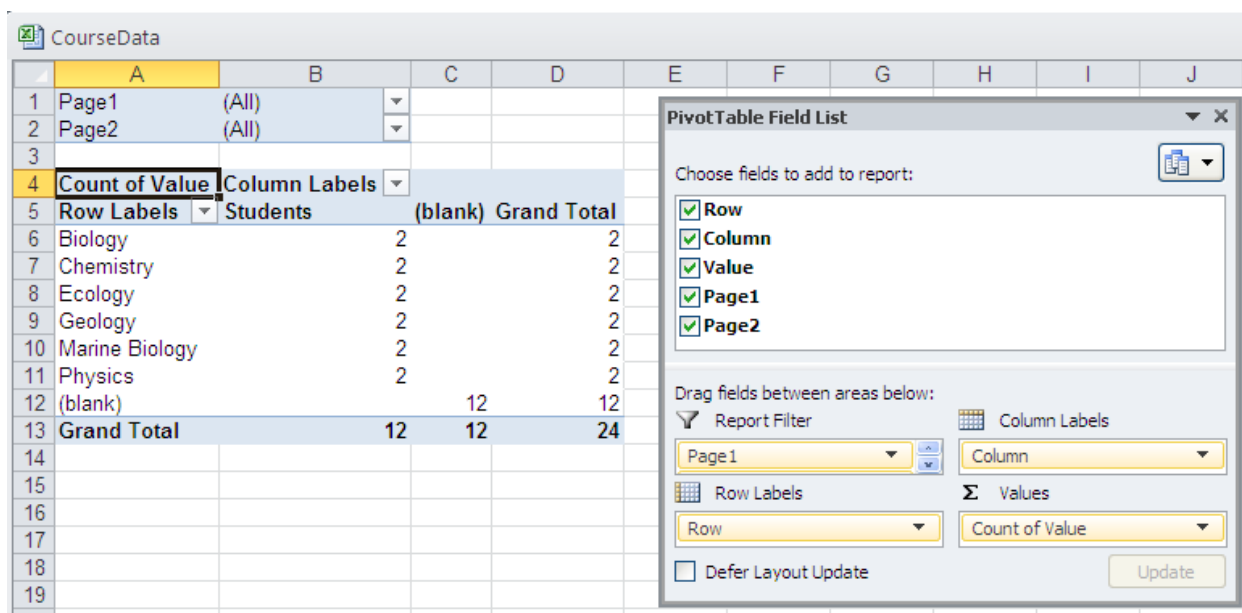 CourseData
A B C D E F G H I J
1 Page1 (All)
2 Page2 (All)
3
4 Count of Value Column Labels
5 Row Labels Students (blank) Grand Total
6 Biology 2 2
7 Chemistry 2 2
8 Ecology 2 2
9 Geology 2 2
10 Marine Biology 2 2
11 Physics 2 2
12 (blank) 12 12
13 Grand Total 12 12 24
14
15
16
17
18
19
PivotTable Field List
Choose fields to add to report:
Row
Column
Value
Page1
Page2
Drag fields between areas below:
Report Filter Column Labels
Page1 Column
Row Labels Σ Values
Row Count of Value
Defer Layout Update Update